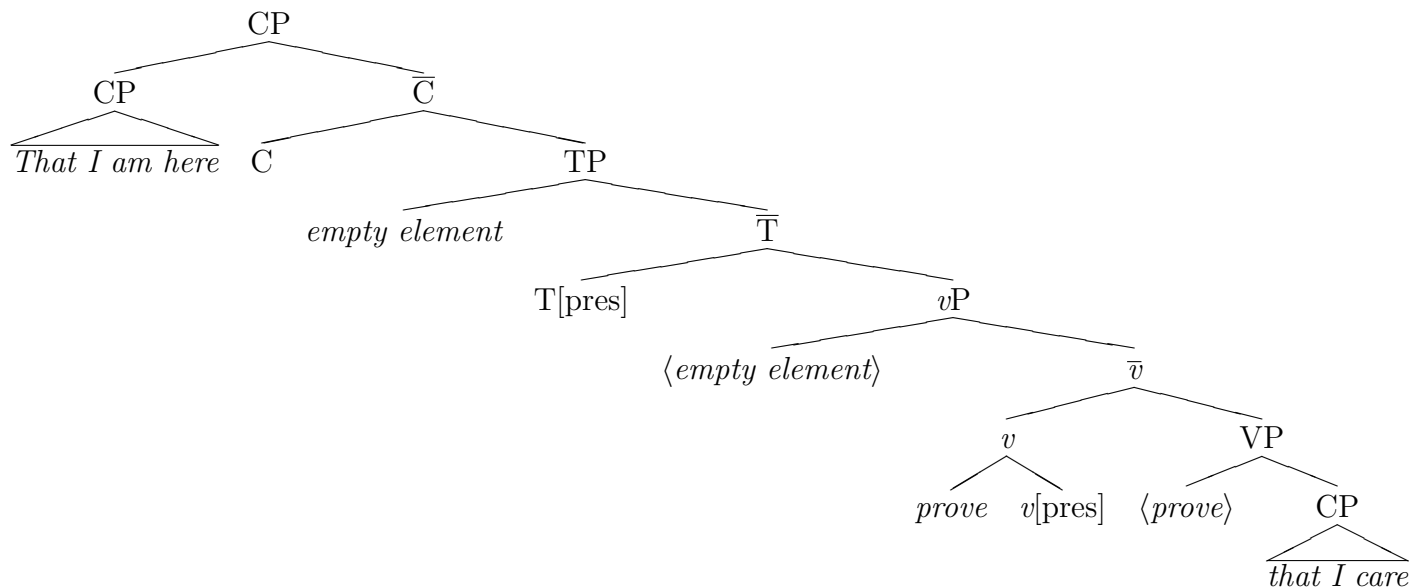 CP
CP C̅
That I am here C TP
empty element T̅
T[pres] vP
⟨empty element⟩ v̅
v VP
prove v[pres] ⟨prove⟩ CP
that I care